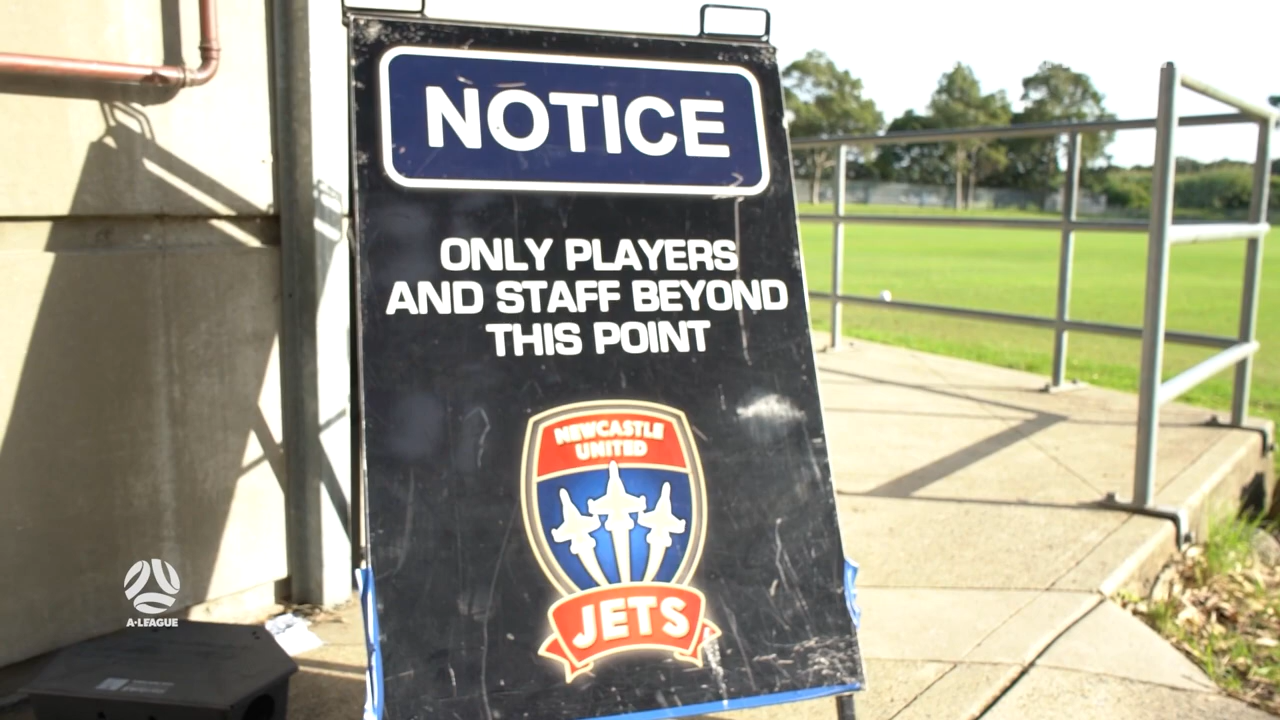 NOTICE
ONLY PLAYERS
AND STAFF BEYOND
THIS POINT
NEWCASTLE
UNITED
JETS
A-LEAGUE